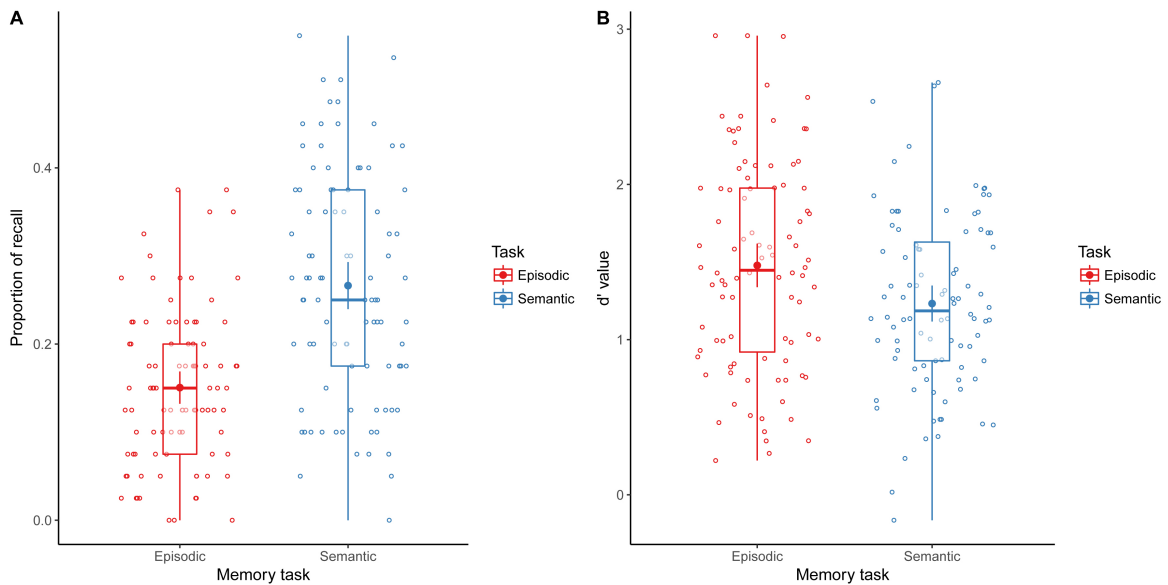 A
Proportion of recall
0.4
0.2
0.0
Episodic
Semantic
Memory task
Task
Episodic
Semantic
B
d' value
3
2
1
0
Episodic
Semantic
Memory task
Task
Episodic
Semantic